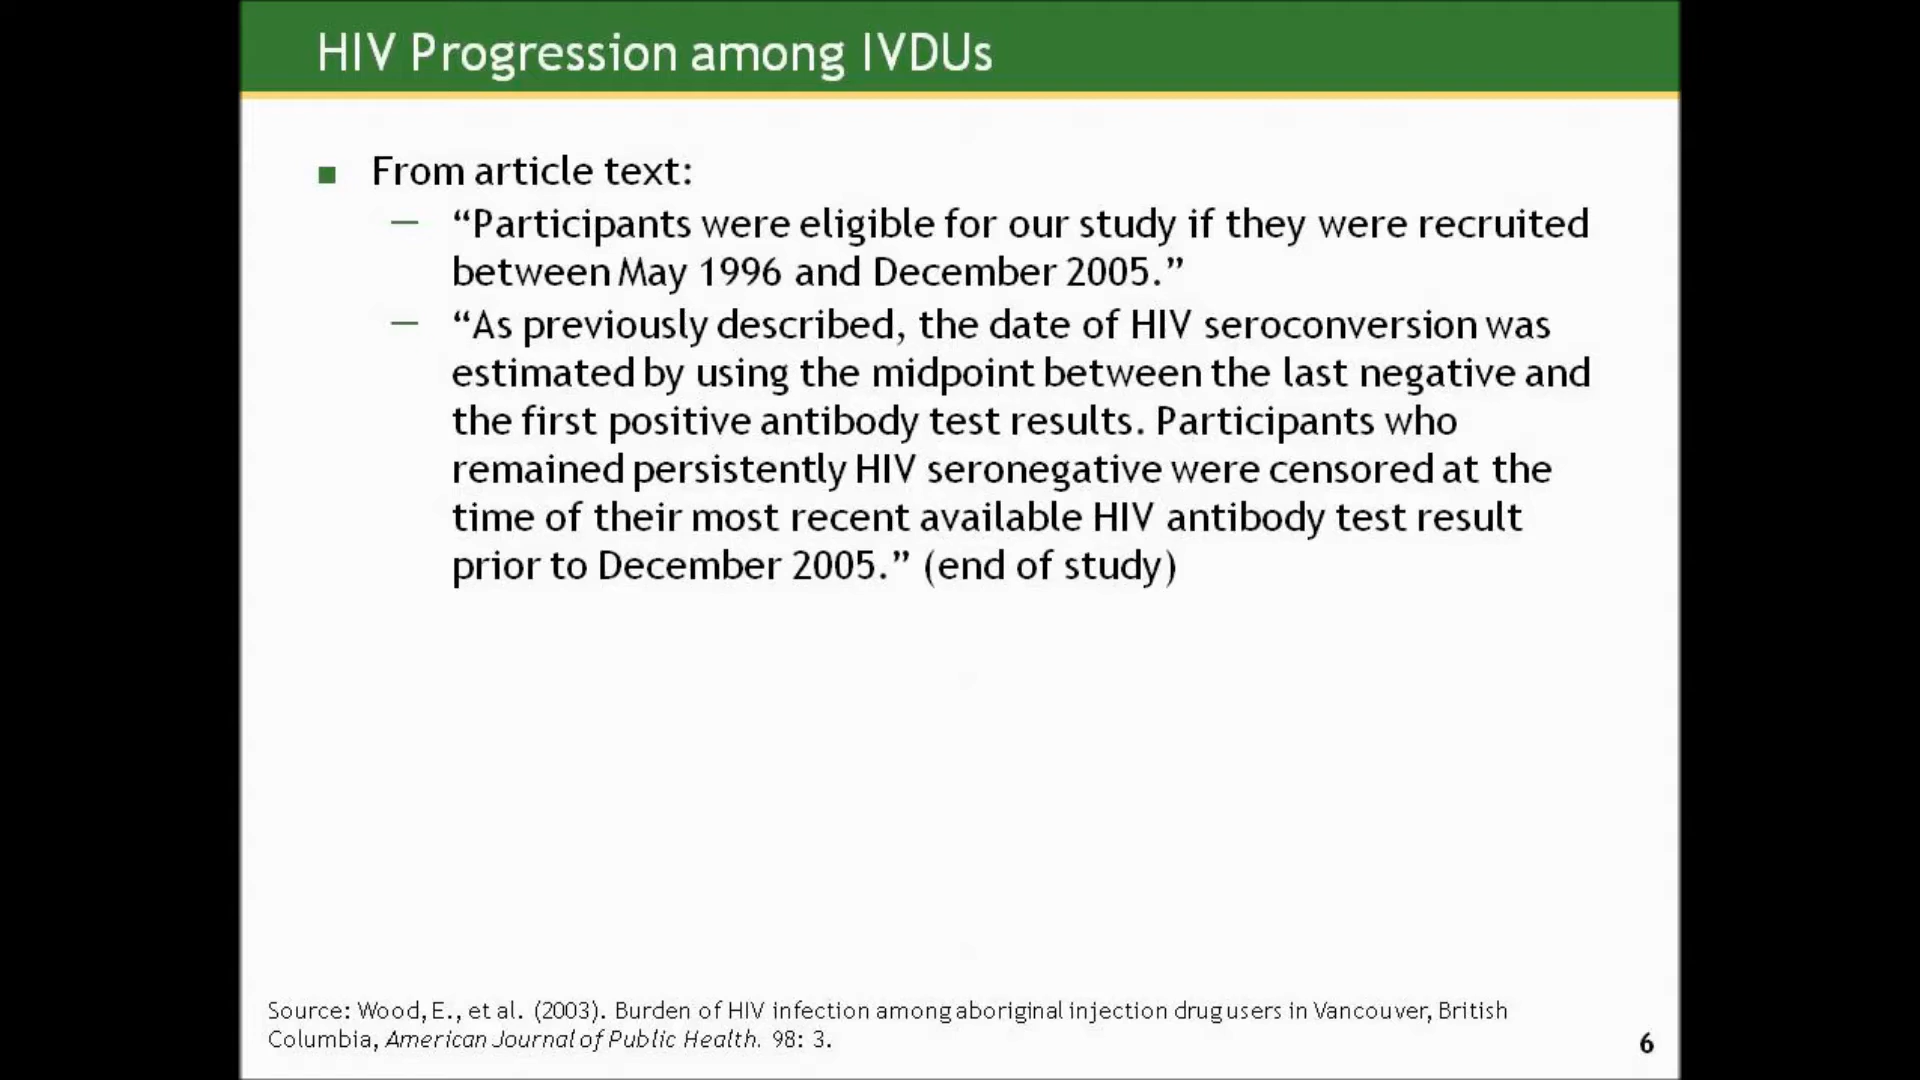 HIV Progression among IVDUs
■ From article text:
— “Participants were eligible for our study if they were recruited
between May 1996 and December 2005.”
— “As previously described, the date of HIV seroconversion was
estimated by using the midpoint between the last negative and
the first positive antibody test results. Participants who
remained persistently HIV seronegative were censored at the
time of their most recent available HIV antibody test result
prior to December 2005.” (end of study)
Source: Wood, E., et al. (2003). Burden of HIV infection among aboriginal injection drug users in Vancouver, British
Columbia, American Journal of Public Health. 98: 3.
6